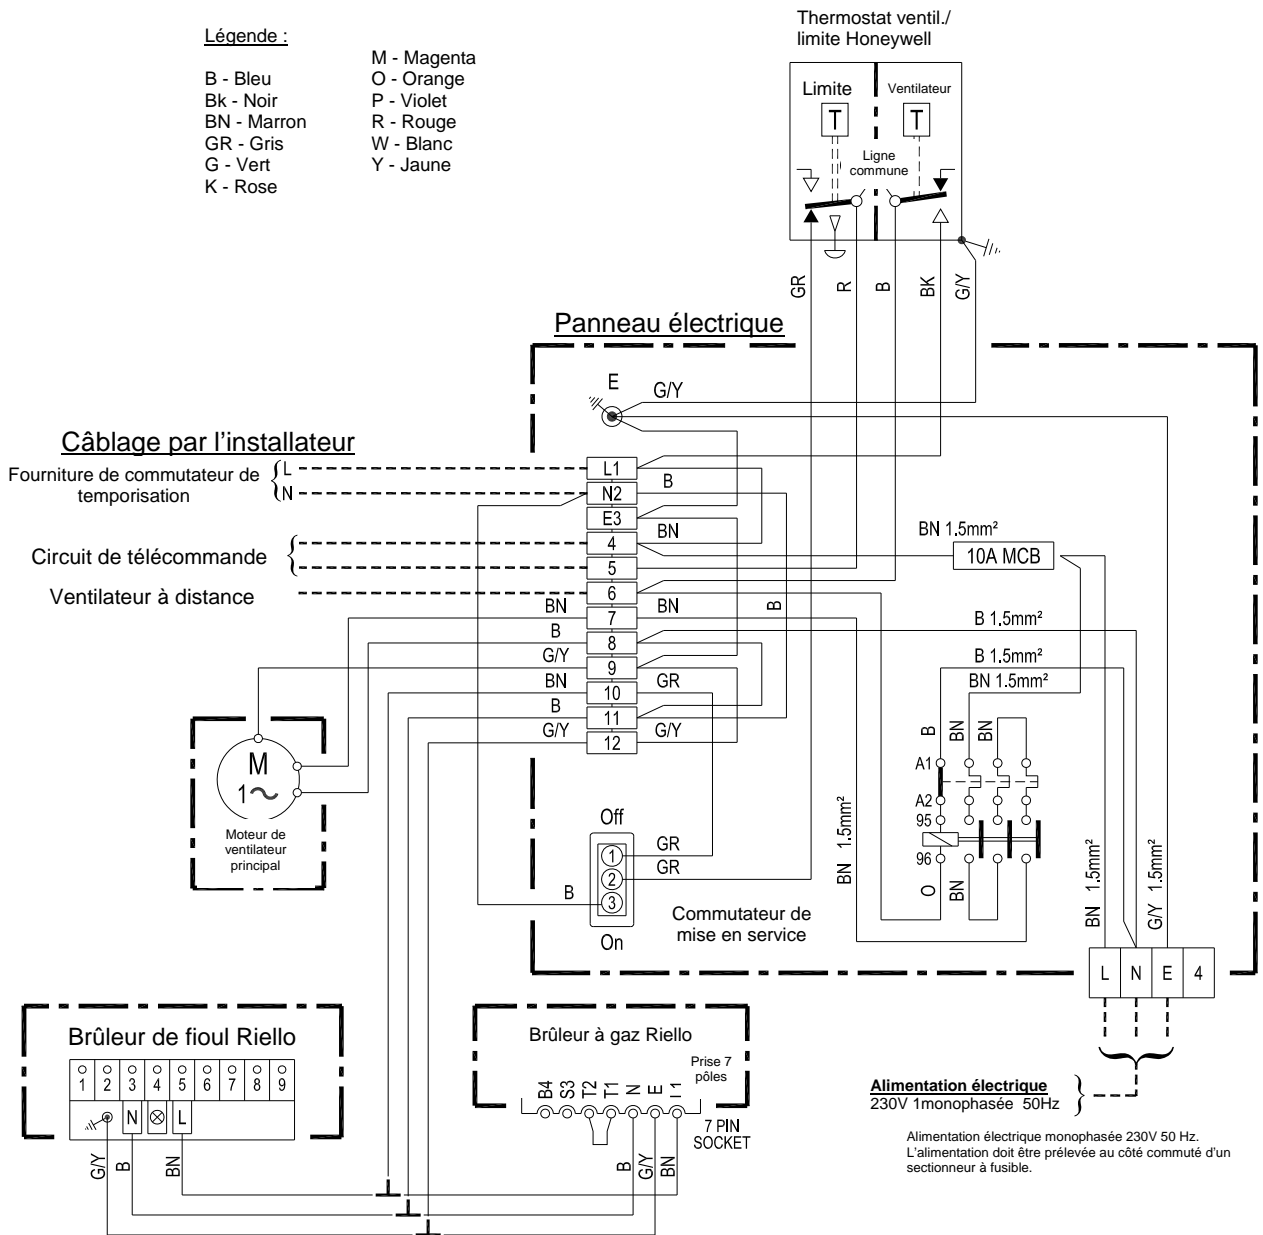 Légende :
B - Bleu
Bk - Noir
BN - Marron
GR - Gris
G - Vert
K - Rose
M - Magenta
O - Orange
P - Violet
R - Rouge
W - Blanc
Y - Jaune
Thermostat ventil./
limite Honeywell
Limite
Ventilateur
T
T
Ligne
commune
GR
R
B
BK
G/Y
Panneau électrique
E
G/Y
Câblage par l'installateur
Fourniture de commutateur de
temporisation
L
N
Circuit de télécommande
Ventilateur à distance
L1
N2
E3
4
5
6
7
8
9
10
11
12
B
BN
BN
B
GR
G/Y
BN
B
G/Y
BN
B
G/Y
BN 1.5mm²
10A MCB
B 1.5mm²
B 1.5mm²
BN 1.5mm²
B
BN
BN
A1
A2
95
96
O
BN
BN 1.5mm²
BN 1.5mm²
G/Y 1.5mm²
M
1
Moteur de
ventilateur
principal
Off
1
2
3
On
GR
GR
B
Commutateur de
mise en service
L N E 4
Brûleur de fioul Riello
1 2 3 4 5 6 7 8 9
N
L
G/Y
B
BN
Brûleur à gaz Riello
Prise 7
pôles
B4 S3 T2 T1 N E I1
7 PIN
SOCKET
B
G/Y
BN
Alimentation électrique
230V 1monophasée 50Hz
Alimentation électrique monophasée 230V 50 Hz.
L'alimentation doit être prélevée au côté commuté d'un
sectionneur à fusible.